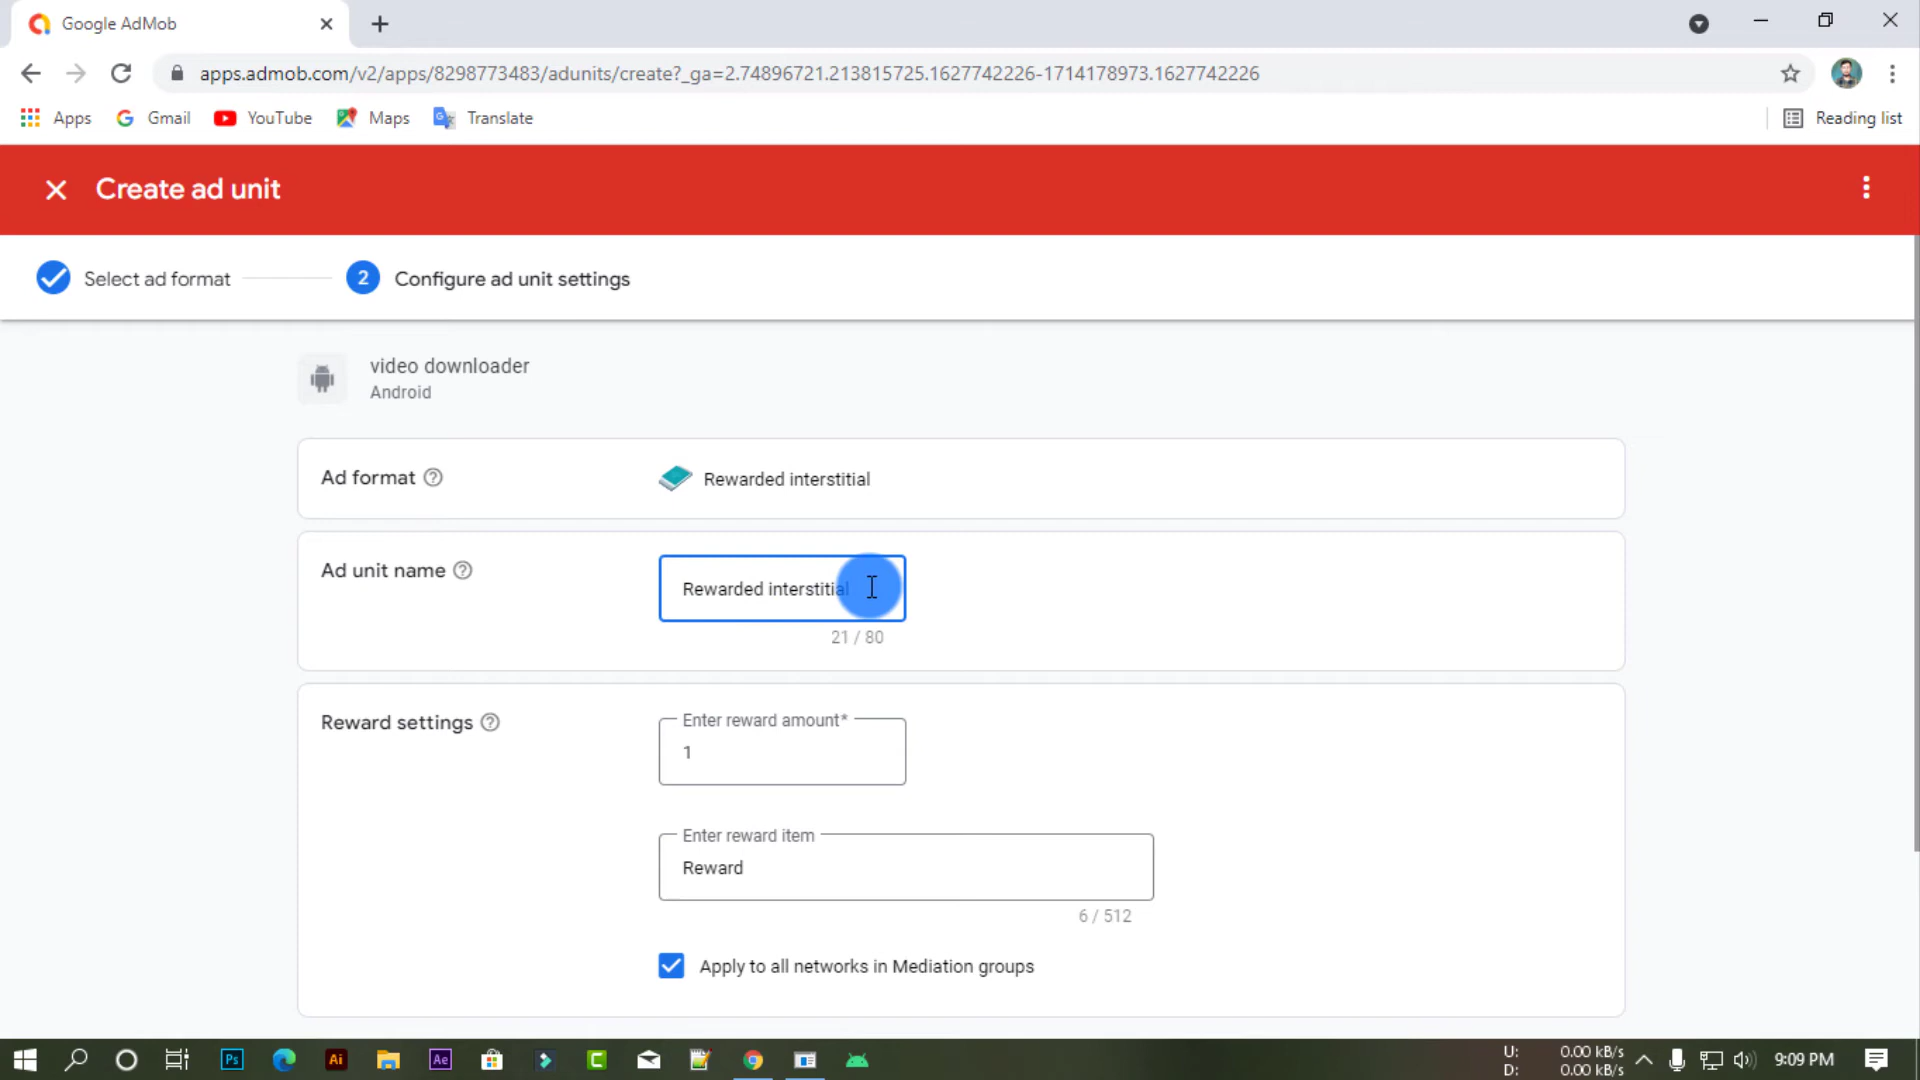 Google AdMob
apps.admob.com/v2/apps/8298773483/adunits/create?_ga=2.74896721.213815725.1627742226-1714178973.1627742226
Apps Gmail YouTube Maps Translate Reading list
Create ad unit
Select ad format 2 Configure ad unit settings
video downloader
Android
Ad format Rewarded interstitial
Ad unit name Rewarded interstitial
21 / 80
Reward settings Enter reward amount*
1
Enter reward item
Reward
6 / 512
Apply to all networks in Mediation groups
Ps Ai Ae C
U: 0.00 kB/s
D: 0.00 kB/s
9:09 PM